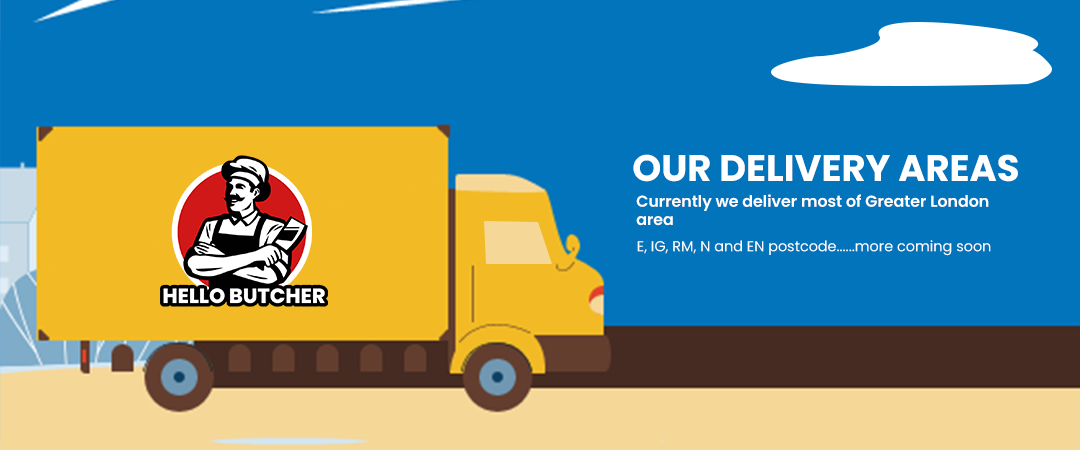 HELLO BUTCHER
OUR DELIVERY AREAS
Currently we deliver most of Greater London
area
E, IG, RM, N and EN postcode......more coming soon